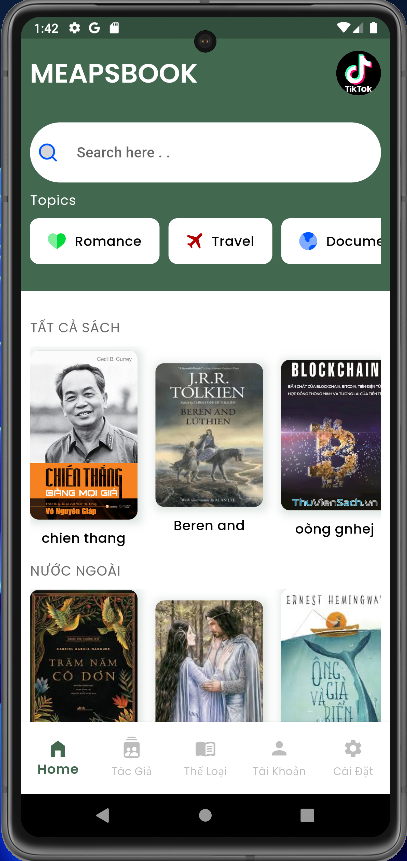 1:42
MEAPSBOOK
TikTok
Search here . .
Topics
Romance
Travel
Docume
TẤT CẢ SÁCH
Cecil B. Currey
CHIẾN THẮNG
BẰNG MỌI GIÁ
Võ Nguyên Giáp
chien thang
J.R.R.
TOLKIEN
BEREN AND
LÚTHIEN
Beren and
BLOCKCHAIN
ThuVienSach.vn
oòng gnhej
NƯỚC NGOÀI
GABRIEL GARCÍA MÁRQUEZ
TRĂM NĂM
CÔ ĐƠN
ERNEST HEMINGWAY
ÔNG
GIÀ
VÀ
BIỂN
Home
Tác Giả
Thể Loại
Tài Khoản
Cài Đặt